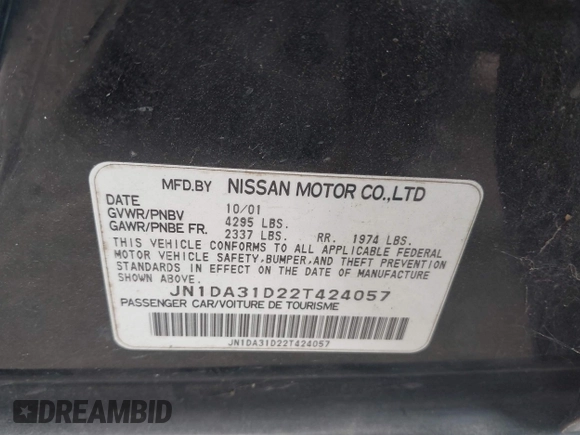 MFD.BY NISSAN MOTOR CO.,LTD
DATE 10/01
GVWR/PNBV 4295 LBS.
GAWR/PNBE FR. 2337 LBS. RR. 1974 LBS.
THIS VEHICLE CONFORMS TO ALL APPLICABLE FEDERAL
MOTOR VEHICLE SAFETY, BUMPER, AND THEFT PREVENTION
STANDARDS IN EFFECT ON THE DATE OF MANUFACTURE
SHOWN ABOVE.
JN1DA31D22T424057
PASSENGER CAR/VOITURE DE TOURISME
JN1DA31D22T424057
DREAMBID